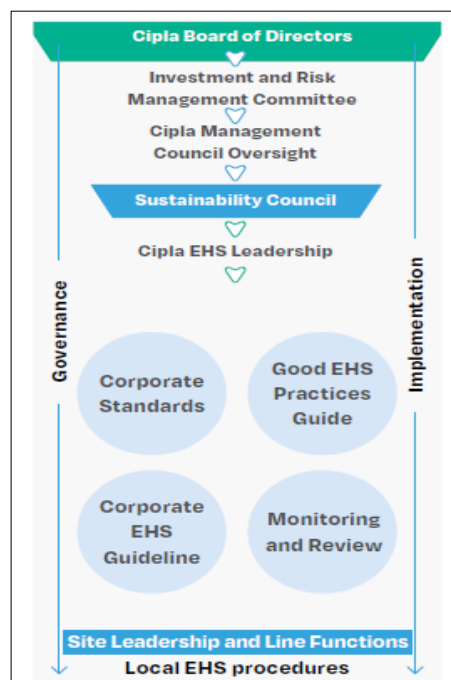 Cipla Board of Directors
Investment and Risk
Management Committee
Cipla Management
Council Oversight
Sustainability Council
Cipla EHS Leadership
Governance
Implementation
Corporate
Standards
Good EHS
Practices
Guide
Corporate
EHS
Guideline
Monitoring
and Review
Site Leadership and Line Functions
Local EHS procedures